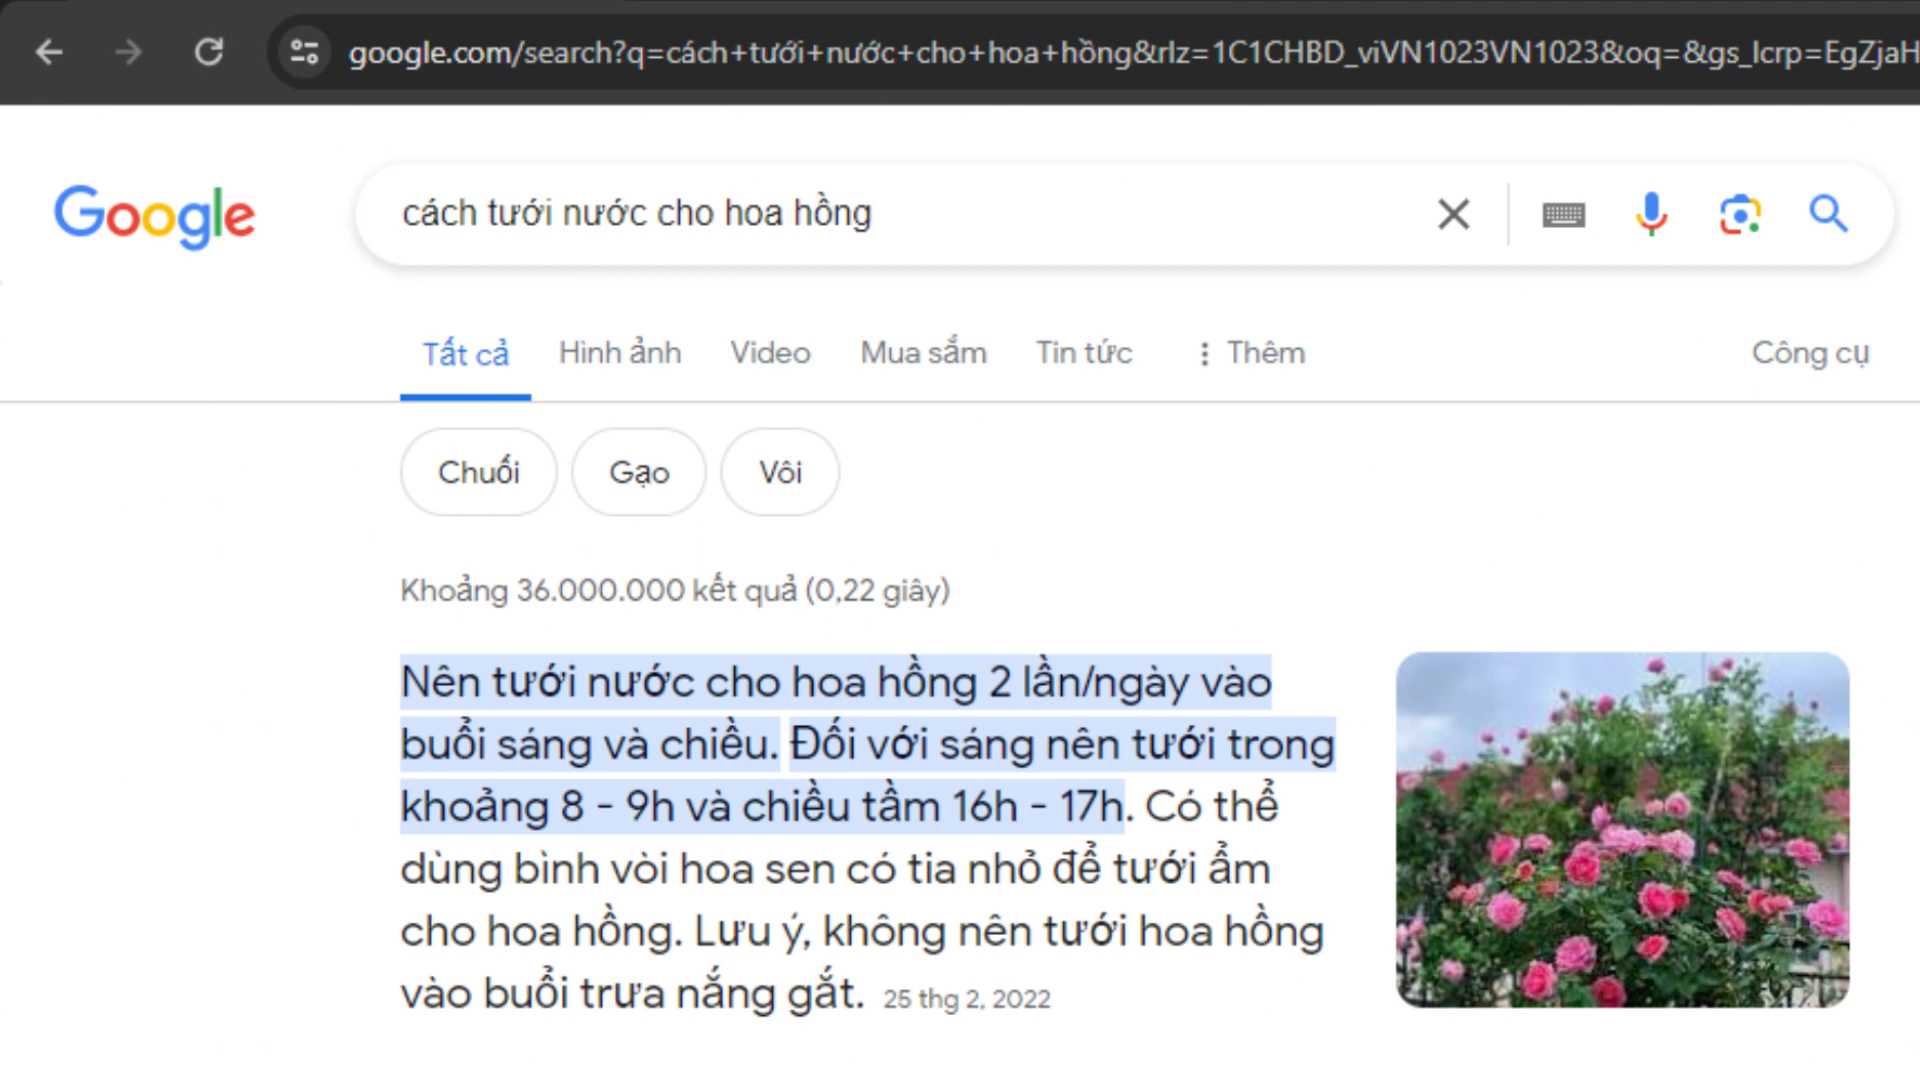 google.com/search?q=cách+tưới+nước+cho+hoa+hồng&rlz=1C1CHBD_viVN1023VN1023&oq=&gs_lcrp=EgZjaH
Google
cách tưới nước cho hoa hồng
Tất cả Hình ảnh Video Mua sắm Tin tức Thêm Công cụ
Chuối Gạo Vôi
Khoảng 36.000.000 kết quả (0,22 giây)
Nên tưới nước cho hoa hồng 2 lần/ngày vào
buổi sáng và chiều. Đối với sáng nên tưới trong
khoảng 8 - 9h và chiều tầm 16h - 17h. Có thể
dùng bình vòi hoa sen có tia nhỏ để tưới ẩm
cho hoa hồng. Lưu ý, không nên tưới hoa hồng
vào buổi trưa nắng gắt. 25 thg 2, 2022